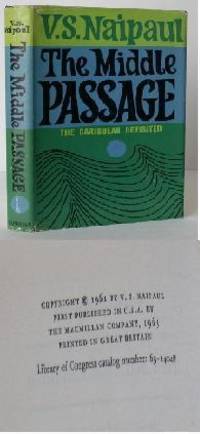 V.S.
Naipaul
The Middle
PASSAGE
V.S.Naipaul
The Middle
PASSAGE
THE CARIBBEAN REVISITED
COPYRIGHT © 1962 BY V. S. NAIPAUL
FIRST PUBLISHED IN U.S.A. BY
THE MACMILLAN COMPANY, 1963
PRINTED IN GREAT BRITAIN
Library of Congress catalog number: 63-14048